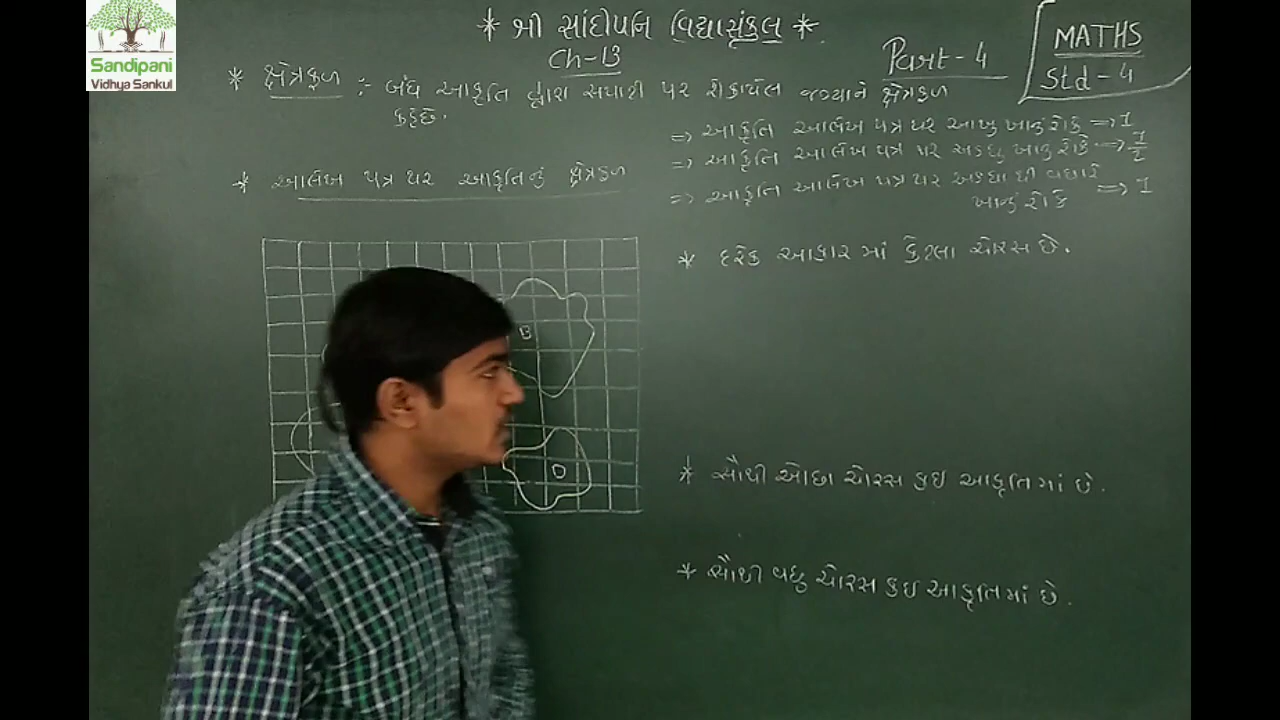 Sandipani
Vidhya Sankul
* શ્રી સાંદીપનિ વિદ્યાસંકુલ *
Ch-13
Part - 4
MATHS
Std - 4
* ક્ષેત્રફળ :- બંધ આકૃતિ દ્વારા સપાટી પર રોકાયેલ જગ્યાને ક્ષેત્રફળ
કહેછે.
=> આકૃતિ આલેખ પત્ર પર આખુ ખાનું રોકે => 1
=> આકૃતિ આલેખ પત્ર પર અડધુ ખાનું રોકે => 1/2
=> આકૃતિ આલેખ પત્ર પર અડધા થી વધારે
ખાનું રોકે => 1
* આલેખ પત્ર પર આકૃતિનું ક્ષેત્રફળ
* દરેક આકાર માં કેટલા ચોરસ છે.
B
D
* સૌથી ઓછા ચોરસ કઇ આકૃતિ માં છે.
* સૌથી વધુ ચોરસ કઇ આકૃતિ માં છે.